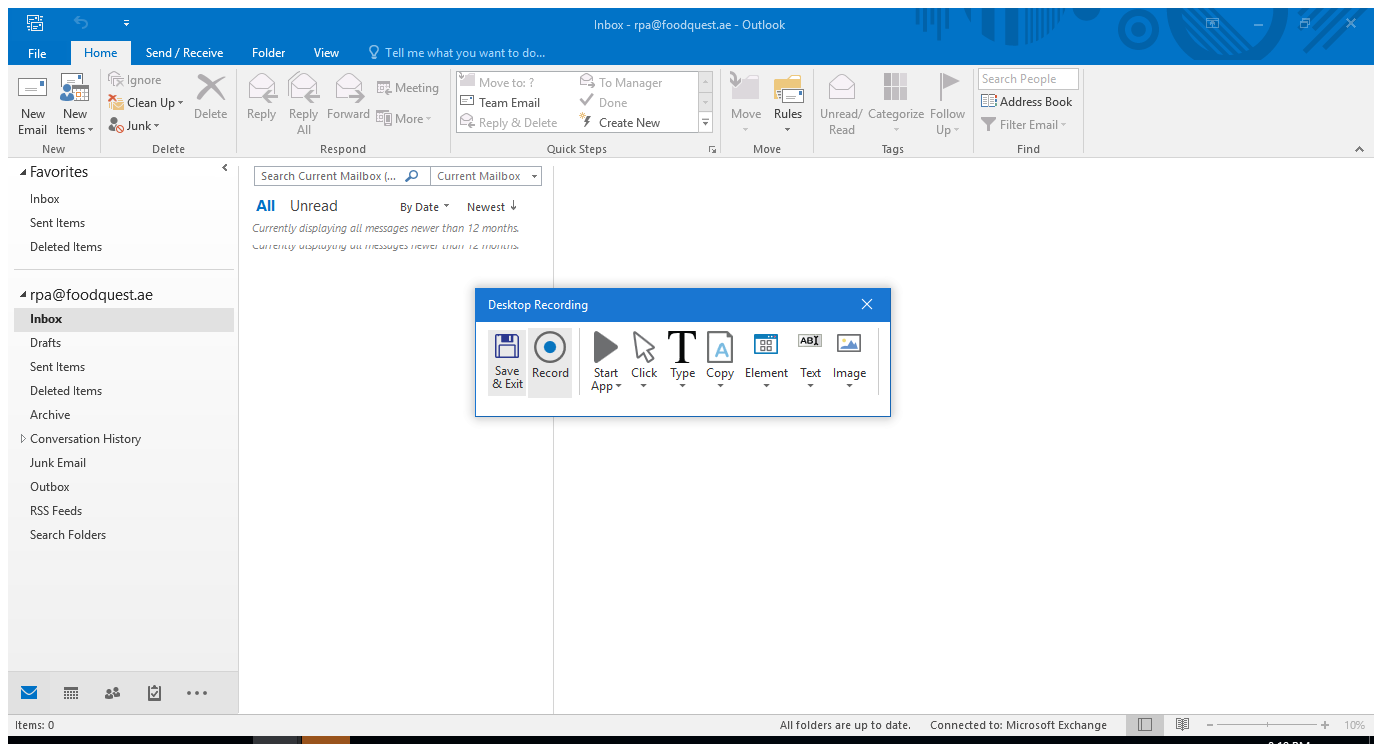 Inbox - rpa@foodquest.ae - Outlook
File Home Send / Receive Folder View Tell me what you want to do...
New Email
New Items
New
Ignore
Clean Up
Junk
Delete
Delete
Reply
Reply All
Forward
Meeting
More
Respond
Move to: ?
Team Email
Reply & Delete
To Manager
Done
Create New
Quick Steps
Move
Rules
Move
Unread/ Read
Categorize
Follow Up
Tags
Search People
Address Book
Filter Email
Find
Favorites
Inbox
Sent Items
Deleted Items
rpa@foodquest.ae
Inbox
Drafts
Sent Items
Deleted Items
Archive
Conversation History
Junk Email
Outbox
RSS Feeds
Search Folders
Search Current Mailbox (... Current Mailbox
All Unread By Date Newest
Currently displaying all messages newer than 12 months.
Currently displaying all messages newer than 12 months.
Desktop Recording
Save & Exit
Record
Start App
Click
T
Type
A
Copy
Element
ABI
Text
Image
Items: 0 All folders are up to date. Connected to: Microsoft Exchange 10%